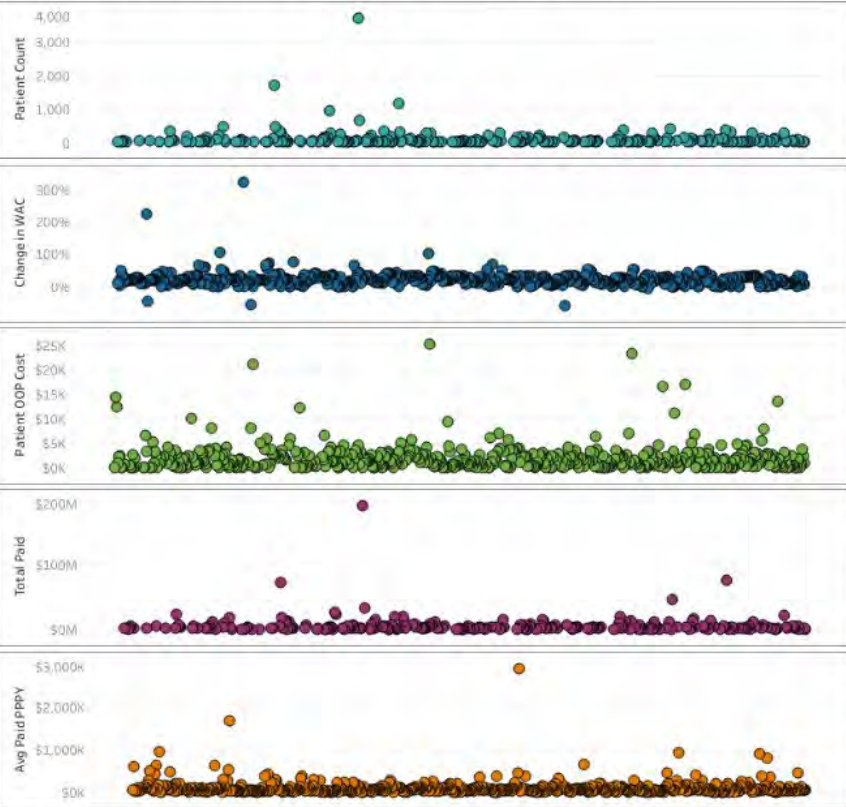 Patient Count
4,000
3,000
2,000
1,000
0
Change in WAC
300%
200%
100%
0%
Patient OOP Cost
$25K
$20K
$15K
$10K
$5K
$0K
Total Paid
$200M
$100M
$0M
Avg Paid PPPY
$3,000K
$2,000K
$1,000K
$0K